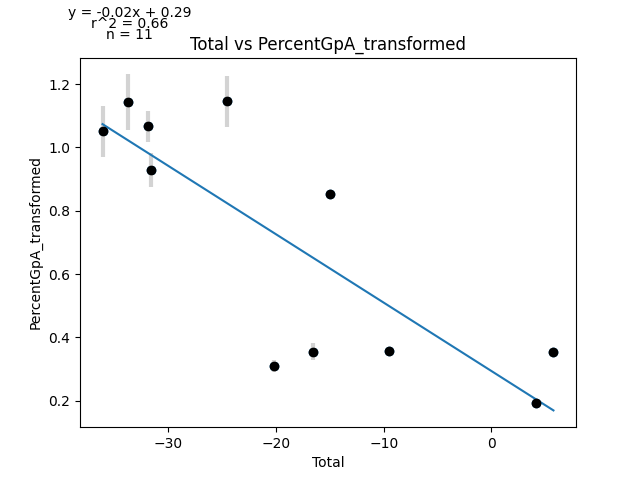 y = -0.02x + 0.29
r^2 = 0.66
n = 11
Total vs PercentGpA_transformed
PercentGpA_transformed
1.2
1.0
0.8
0.6
0.4
0.2
−30
−20
−10
0
Total